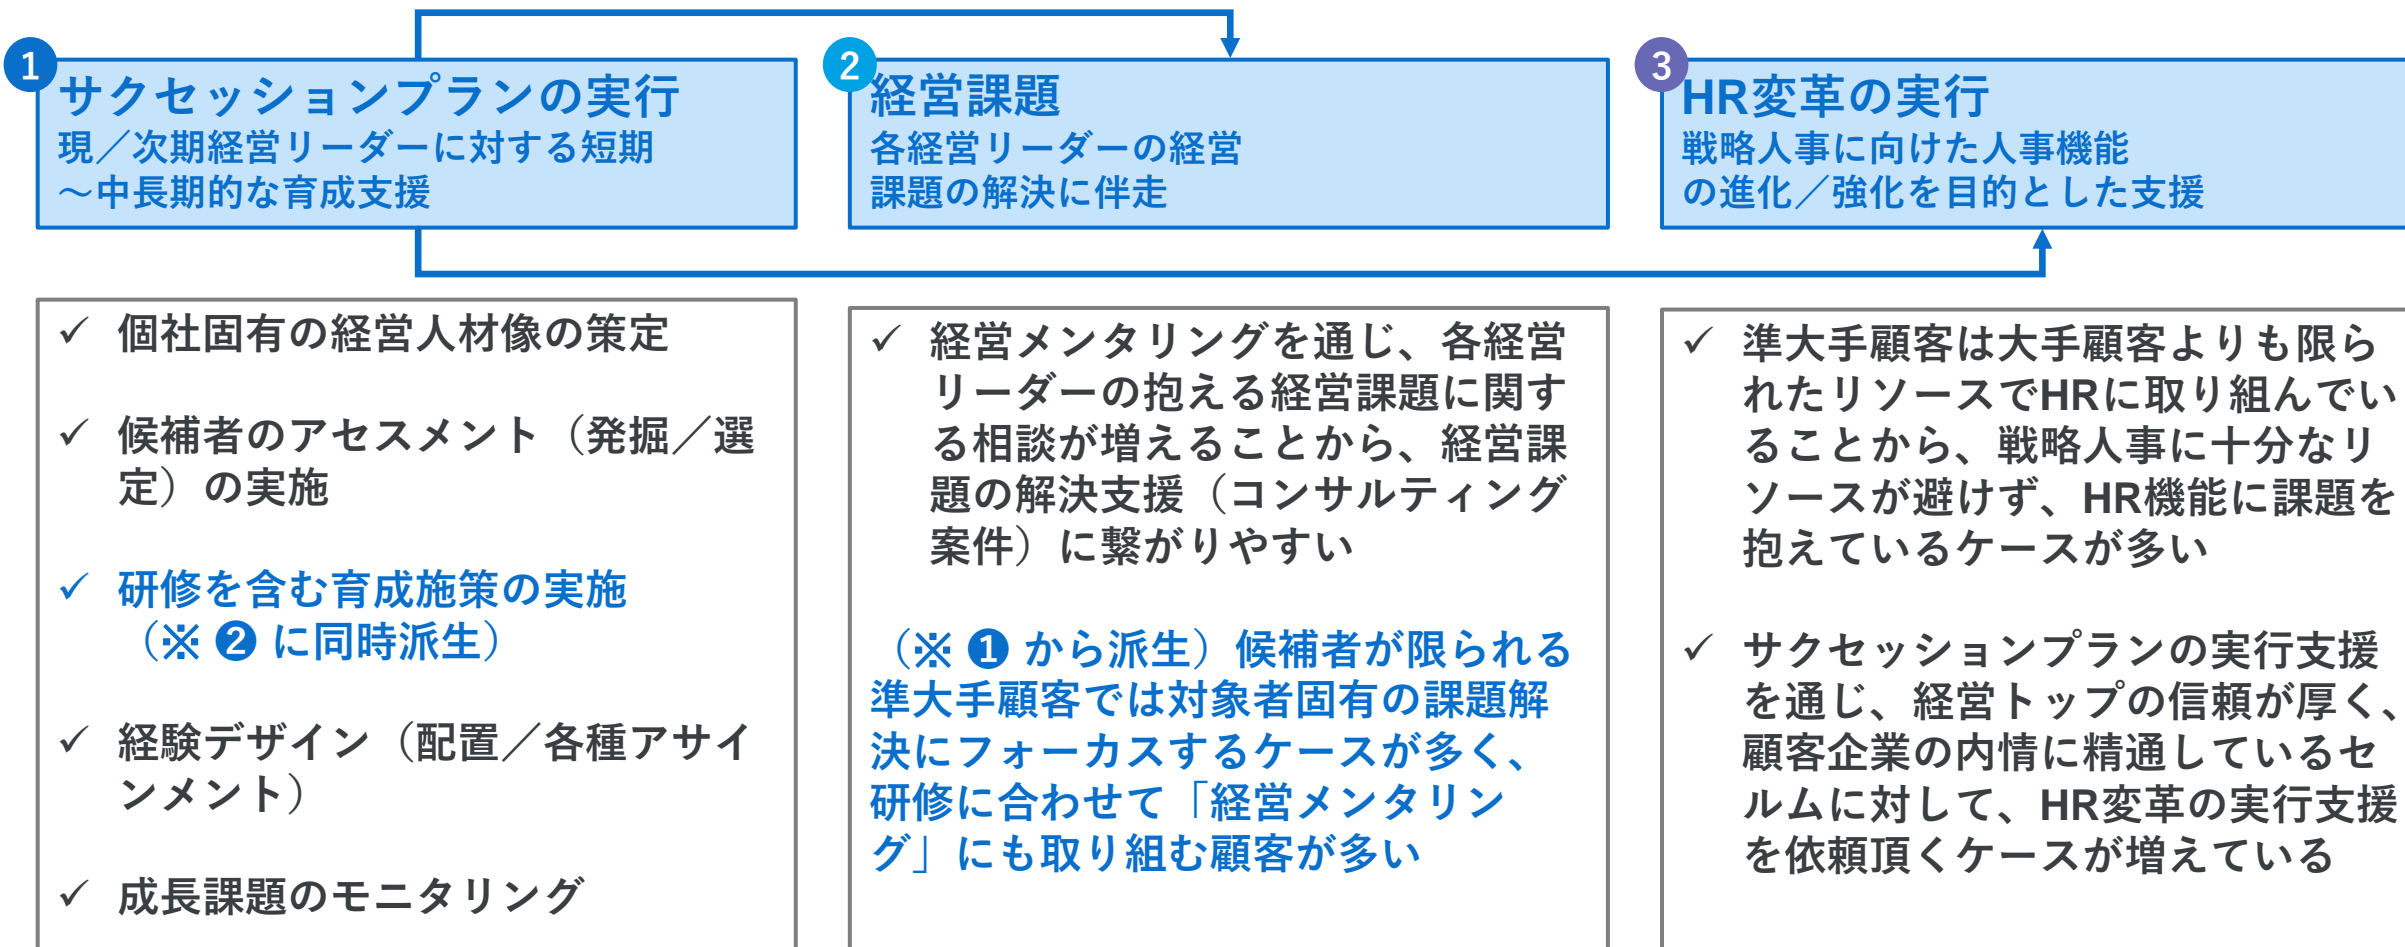 1
サクセッションプランの実行
現／次期経営リーダーに対する短期
～中長期的な育成支援
✓ 個社固有の経営人材像の策定
✓ 候補者のアセスメント（発掘／選
定）の実施
✓ 研修を含む育成施策の実施
（※ ❷ に同時派生）
✓ 経験デザイン（配置／各種アサイ
ンメント）
✓ 成長課題のモニタリング
2
経営課題
各経営リーダーの経営
課題の解決に伴走
✓ 経営メンタリングを通じ、各経営
リーダーの抱える経営課題に関す
る相談が増えることから、経営課
題の解決支援（コンサルティング
案件）に繋がりやすい
（※ ❶ から派生）候補者が限られる
準大手顧客では対象者固有の課題解
決にフォーカスするケースが多く、
研修に合わせて「経営メンタリン
グ」にも取り組む顧客が多い
3
HR変革の実行
戦略人事に向けた人事機能
の進化／強化を目的とした支援
✓ 準大手顧客は大手顧客よりも限ら
れたリソースでHRに取り組んでい
ることから、戦略人事に十分なリ
ソースが避けず、HR機能に課題を
抱えているケースが多い
✓ サクセッションプランの実行支援
を通じ、経営トップの信頼が厚く、
顧客企業の内情に精通しているセ
ルムに対して、HR変革の実行支援
を依頼頂くケースが増えている